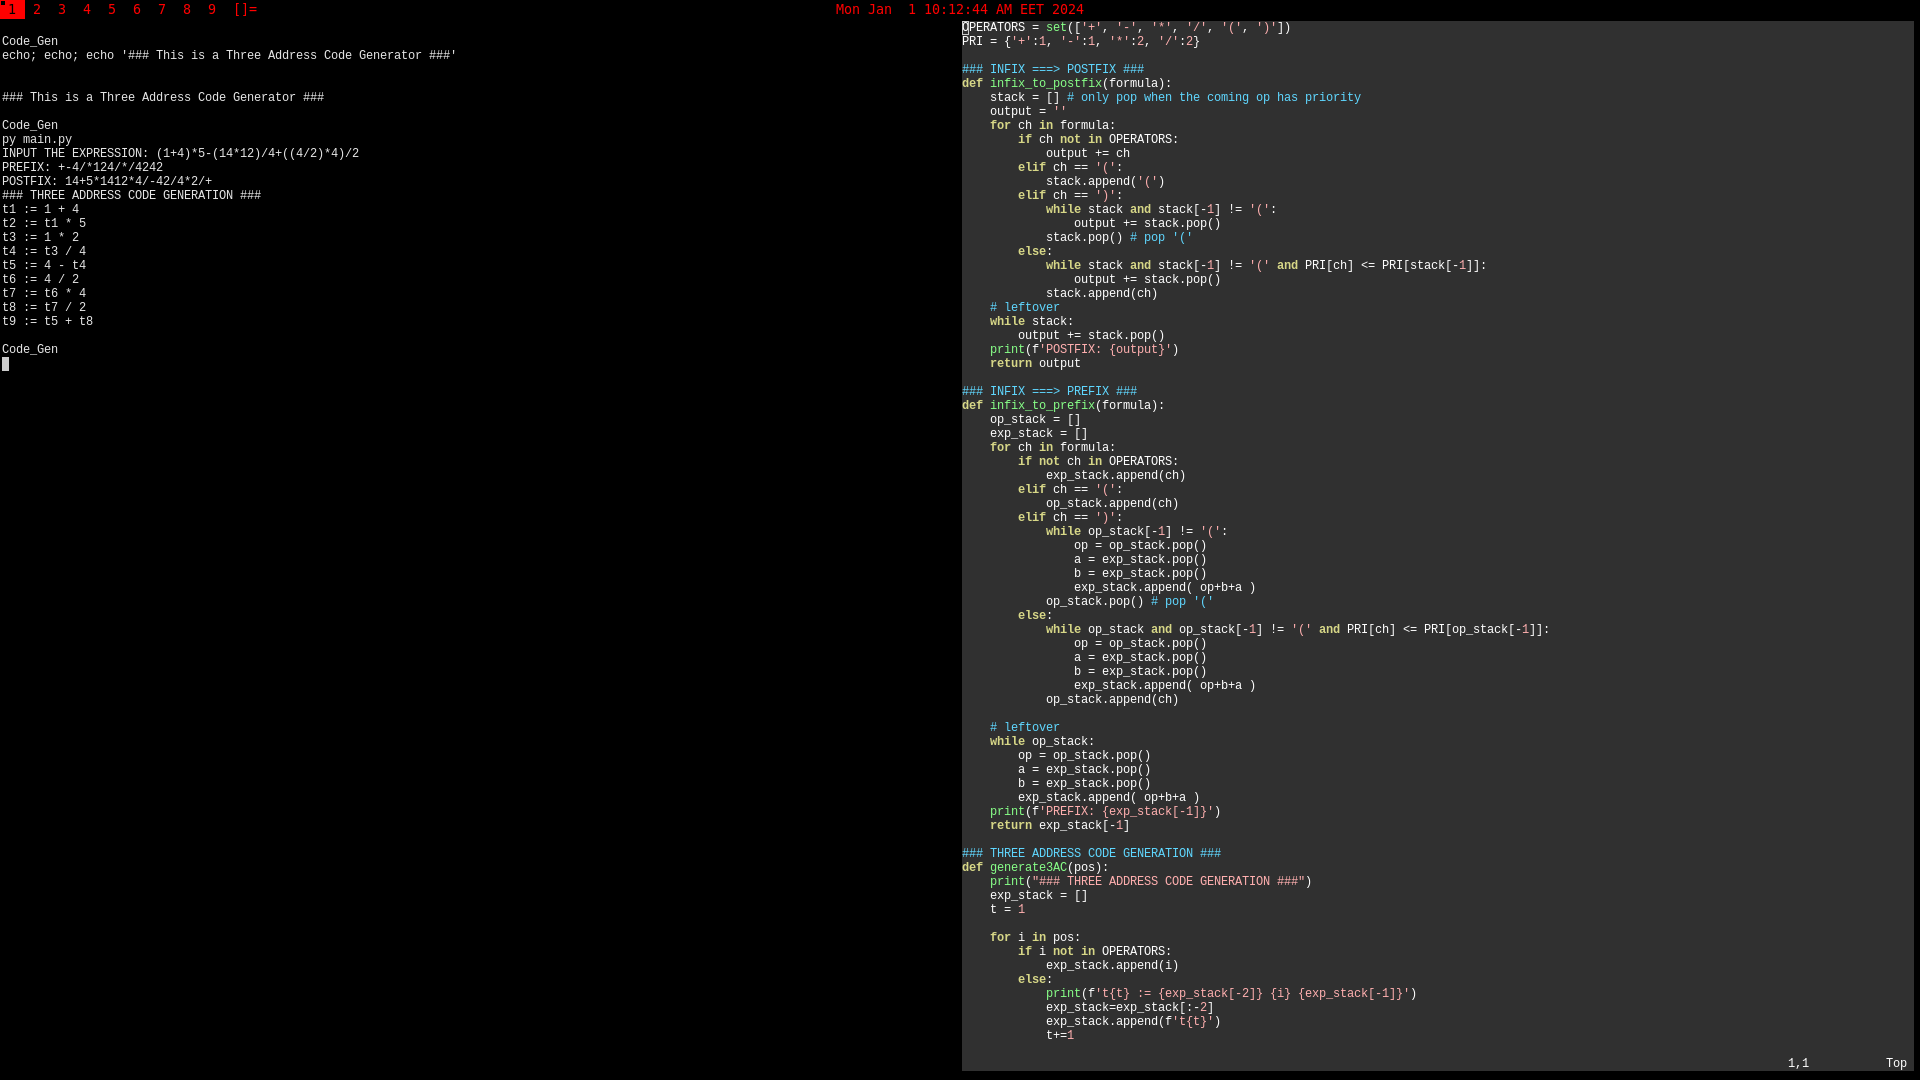 1 2 3 4 5 6 7 8 9 []= Mon Jan  1 10:12:44 AM EET 2024
Code_Gen
echo; echo; echo '### This is a Three Address Code Generator ###'
### This is a Three Address Code Generator ###
Code_Gen
py main.py
INPUT THE EXPRESSION: (1+4)*5-(14*12)/4+((4/2)*4)/2
PREFIX: +-4/*124/*/4242
POSTFIX: 14+5*1412*4/-42/4*2/+
### THREE ADDRESS CODE GENERATION ###
t1 := 1 + 4
t2 := t1 * 5
t3 := 1 * 2
t4 := t3 / 4
t5 := 4 - t4
t6 := 4 / 2
t7 := t6 * 4
t8 := t7 / 2
t9 := t5 + t8
Code_Gen
OPERATORS = set(['+', '-', '*', '/', '(', ')'])
PRI = {'+':1, '-':1, '*':2, '/':2}
### INFIX ===> POSTFIX ###
def infix_to_postfix(formula):
    stack = [] # only pop when the coming op has priority
    output = ''
    for ch in formula:
        if ch not in OPERATORS:
            output += ch
        elif ch == '(':
            stack.append('(')
        elif ch == ')':
            while stack and stack[-1] != '(':
                output += stack.pop()
            stack.pop() # pop '('
        else:
            while stack and stack[-1] != '(' and PRI[ch] <= PRI[stack[-1]]:
                output += stack.pop()
            stack.append(ch)
    # leftover
    while stack:
        output += stack.pop()
    print(f'POSTFIX: {output}')
    return output
### INFIX ===> PREFIX ###
def infix_to_prefix(formula):
    op_stack = []
    exp_stack = []
    for ch in formula:
        if not ch in OPERATORS:
            exp_stack.append(ch)
        elif ch == '(':
            op_stack.append(ch)
        elif ch == ')':
            while op_stack[-1] != '(':
                op = op_stack.pop()
                a = exp_stack.pop()
                b = exp_stack.pop()
                exp_stack.append( op+b+a )
            op_stack.pop() # pop '('
        else:
            while op_stack and op_stack[-1] != '(' and PRI[ch] <= PRI[op_stack[-1]]:
                op = op_stack.pop()
                a = exp_stack.pop()
                b = exp_stack.pop()
                exp_stack.append( op+b+a )
            op_stack.append(ch)
    # leftover
    while op_stack:
        op = op_stack.pop()
        a = exp_stack.pop()
        b = exp_stack.pop()
        exp_stack.append( op+b+a )
    print(f'PREFIX: {exp_stack[-1]}')
    return exp_stack[-1]
### THREE ADDRESS CODE GENERATION ###
def generate3AC(pos):
    print("### THREE ADDRESS CODE GENERATION ###")
    exp_stack = []
    t = 1
    for i in pos:
        if i not in OPERATORS:
            exp_stack.append(i)
        else:
            print(f't{t} := {exp_stack[-2]} {i} {exp_stack[-1]}')
            exp_stack=exp_stack[:-2]
            exp_stack.append(f't{t}')
            t+=1
1,1 Top